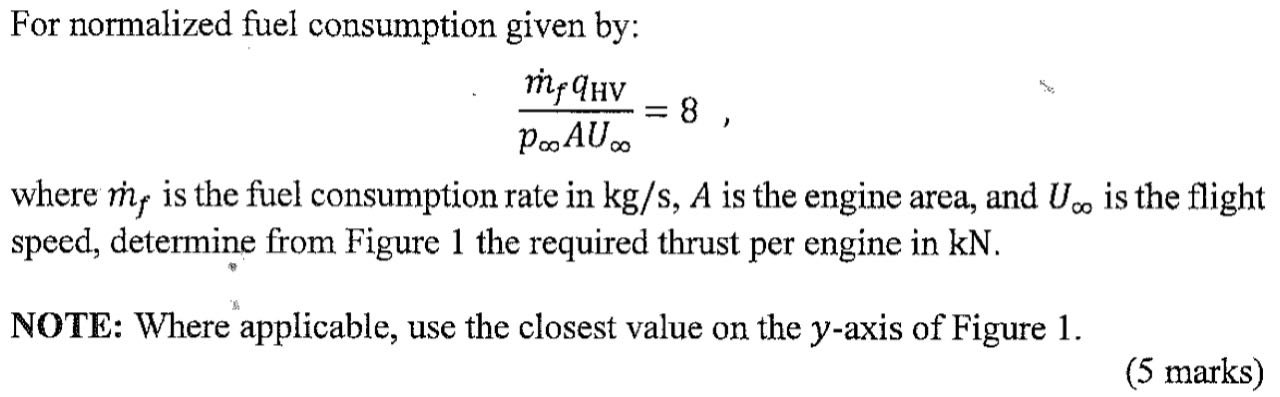 For normalized fuel consumption given by:
ṁ_f q_HV / p_∞ A U_∞ = 8 ,
where ṁ_f is the fuel consumption rate in kg/s, A is the engine area, and U_∞ is the flight
speed, determine from Figure 1 the required thrust per engine in kN.
NOTE: Where applicable, use the closest value on the y-axis of Figure 1.
(5 marks)